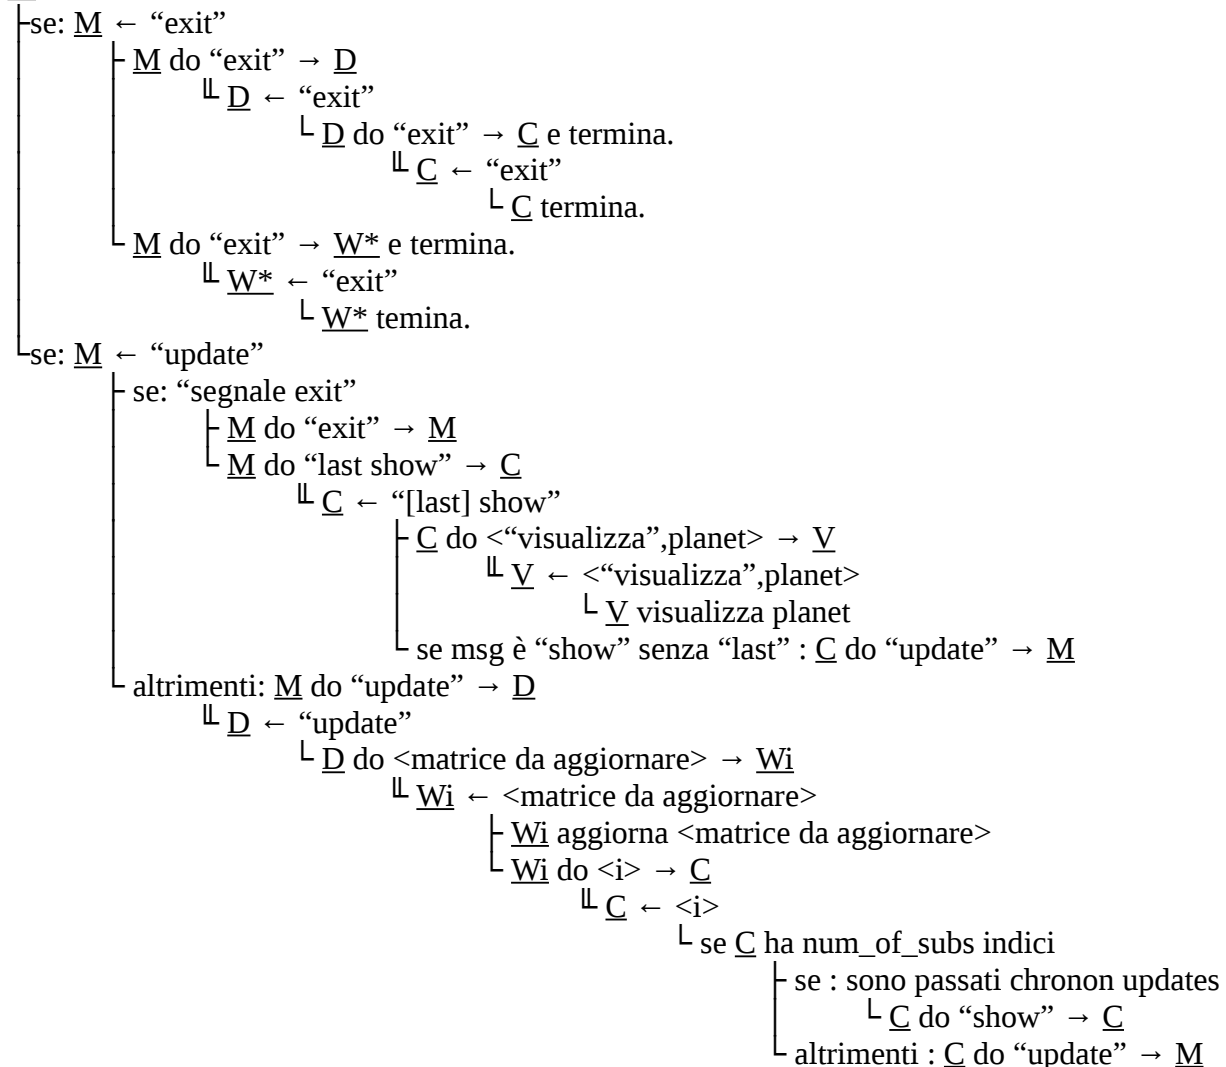 se: M ← “exit”
M do “exit” → D
D ← “exit”
D do “exit” → C e termina.
C ← “exit”
C termina.
M do “exit” → W* e termina.
W* ← “exit”
W* temina.
se: M ← “update”
se: “segnale exit”
M do “exit” → M
M do “last show” → C
C ← “[last] show”
C do <“visualizza”,planet> → V
V ← <“visualizza”,planet>
V visualizza planet
se msg è “show” senza “last” : C do “update” → M
altrimenti: M do “update” → D
D ← “update”
D do <matrice da aggiornare> → Wi
Wi ← <matrice da aggiornare>
Wi aggiorna <matrice da aggiornare>
Wi do <i> → C
C ← <i>
se C ha num_of_subs indici
se : sono passati chronon updates
C do “show” → C
altrimenti : C do “update” → M